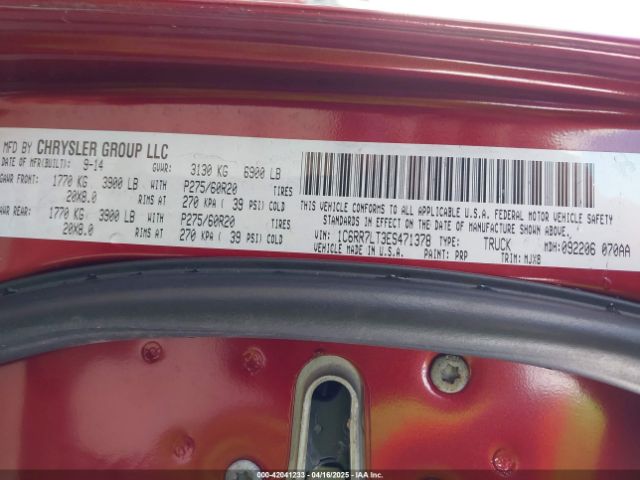 MFD BY CHRYSLER GROUP LLC
DATE OF MFR(BUILT): 9-14 GVWR: 3130 KG 6900 LB
GAWR FRONT: 1770 KG 3900 LB WITH P275/60R20 TIRES
20X8.0 RIMS AT 270 KPA ( 39 PSI) COLD
GAWR REAR: 1770 KG 3900 LB WITH P275/60R20 TIRES
20X8.0 RIMS AT 270 KPA ( 39 PSI) COLD
THIS VEHICLE CONFORMS TO ALL APPLICABLE U.S.A. FEDERAL MOTOR VEHICLE SAFETY
STANDARDS IN EFFECT ON THE DATE OF MANUFACTURE SHOWN ABOVE.
VIN: 1C6RR7LT3ES471378 TYPE: TRUCK MDH: 092206 070AA
VEHICLE MADE IN U.S.A. PAINT: PRP TRIM: MJX8
000-42041233 - 04/16/2025 - IAAI.COM